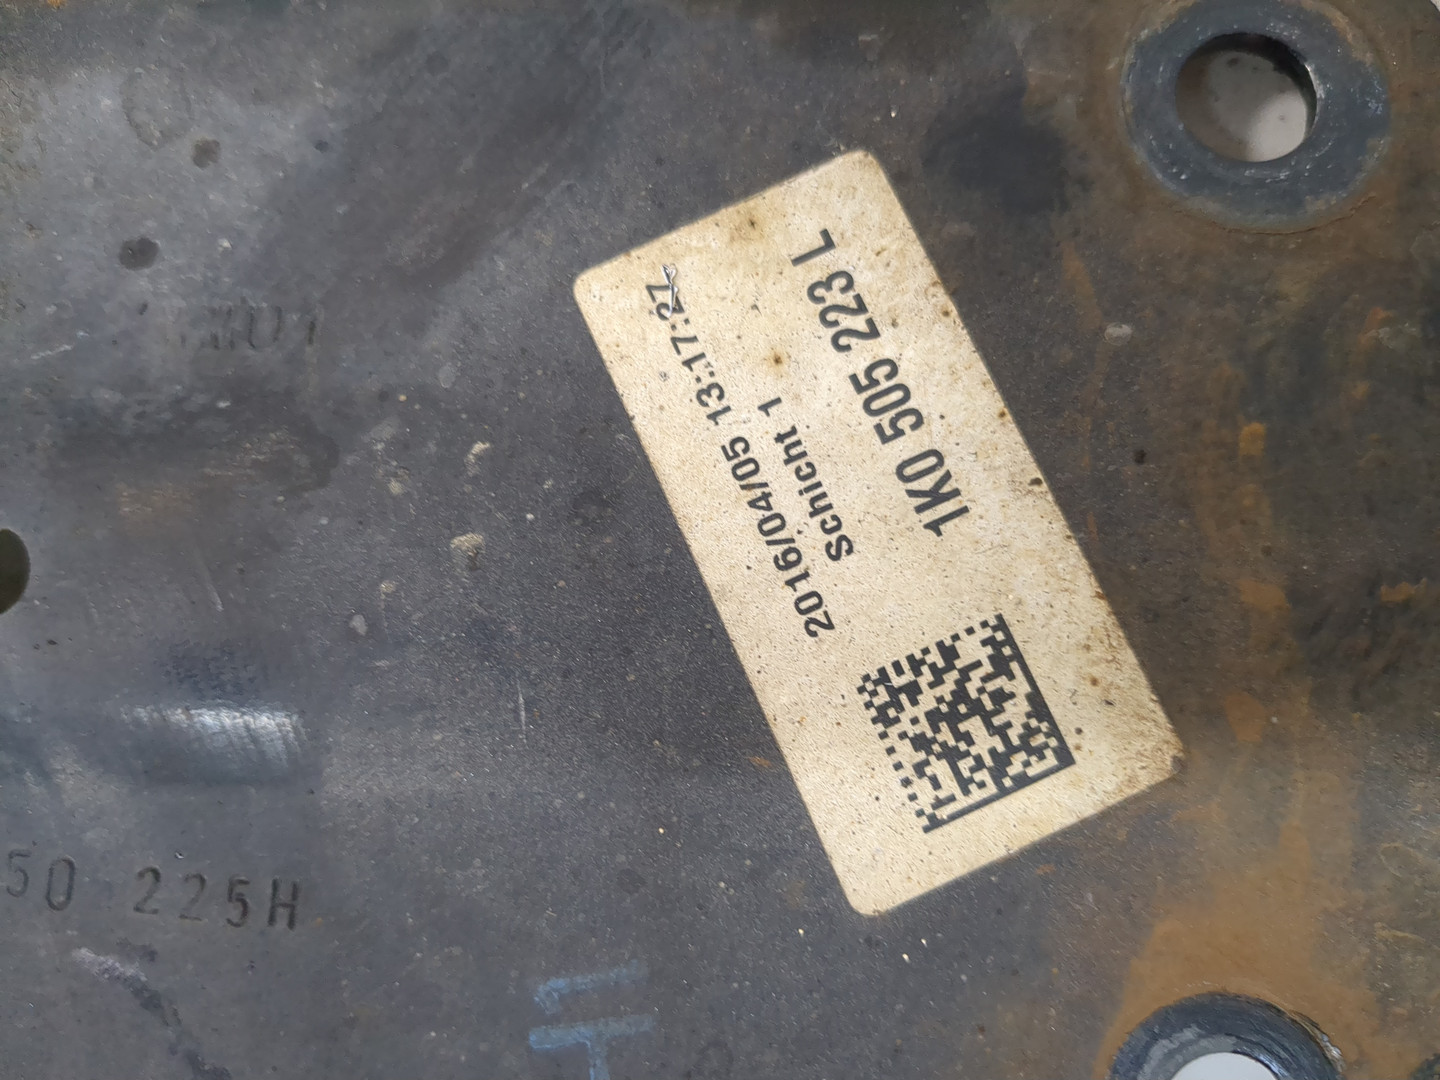 2016/04/05 13:17:27
Schicht 1
1K0 505 223 L
50 225H